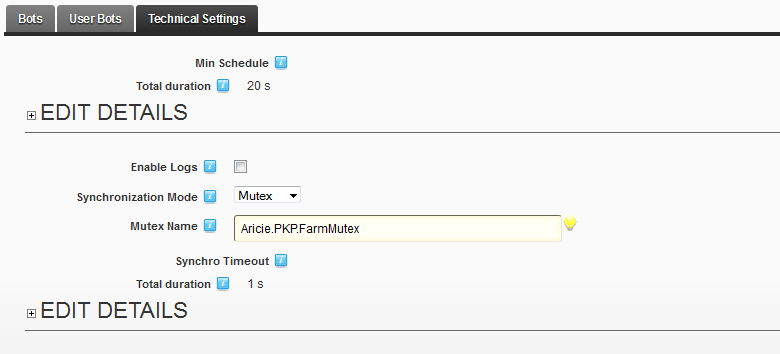 Bots User Bots Technical Settings
Min Schedule
Total duration 20 s
EDIT DETAILS
Enable Logs
Synchronization Mode Mutex
Mutex Name Aricie.PKP.FarmMutex
Synchro Timeout
Total duration 1 s
EDIT DETAILS